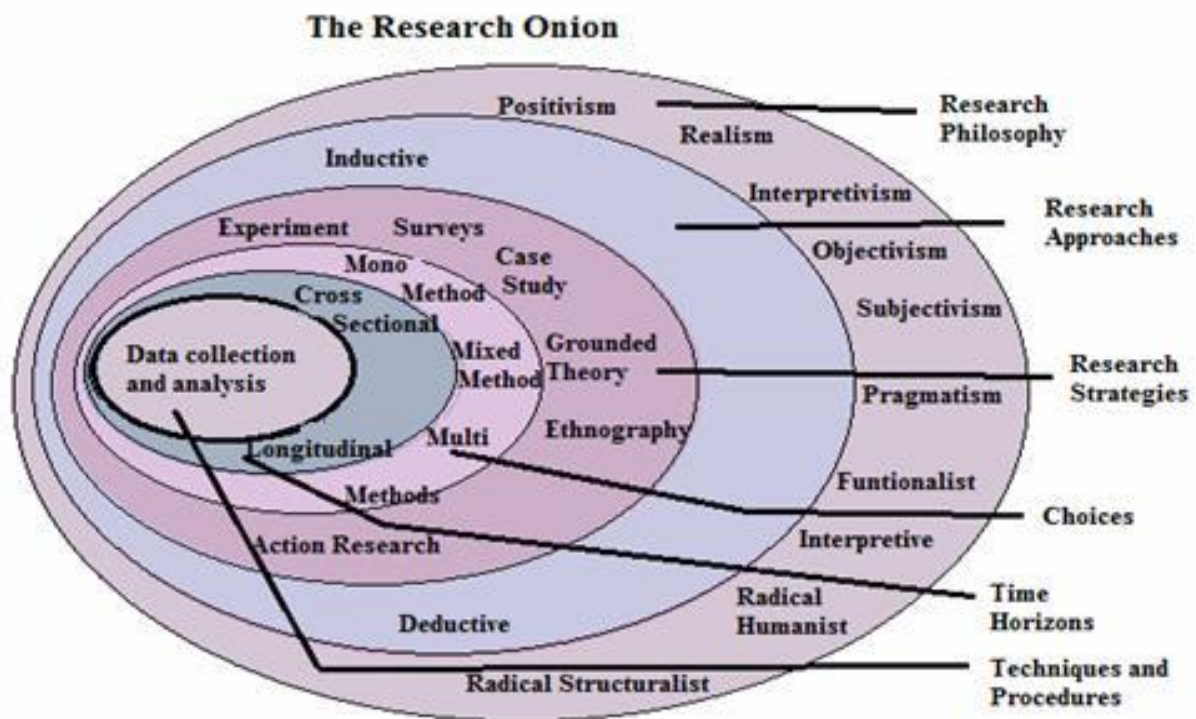 The Research Onion
Positivism
Realism
Inductive
Interpretivism
Experiment
Surveys
Objectivism
Mono
Method
Case
Study
Cross
Sectional
Subjectivism
Data collection
and analysis
Mixed
Method
Grounded
Theory
Pragmatism
Ethnography
Multi
Longitudinal
Methods
Funtionalist
Action Research
Interpretive
Radical
Humanist
Deductive
Radical Structuralist
Research
Philosophy
Research
Approaches
Research
Strategies
Choices
Time
Horizons
Techniques and
Procedures